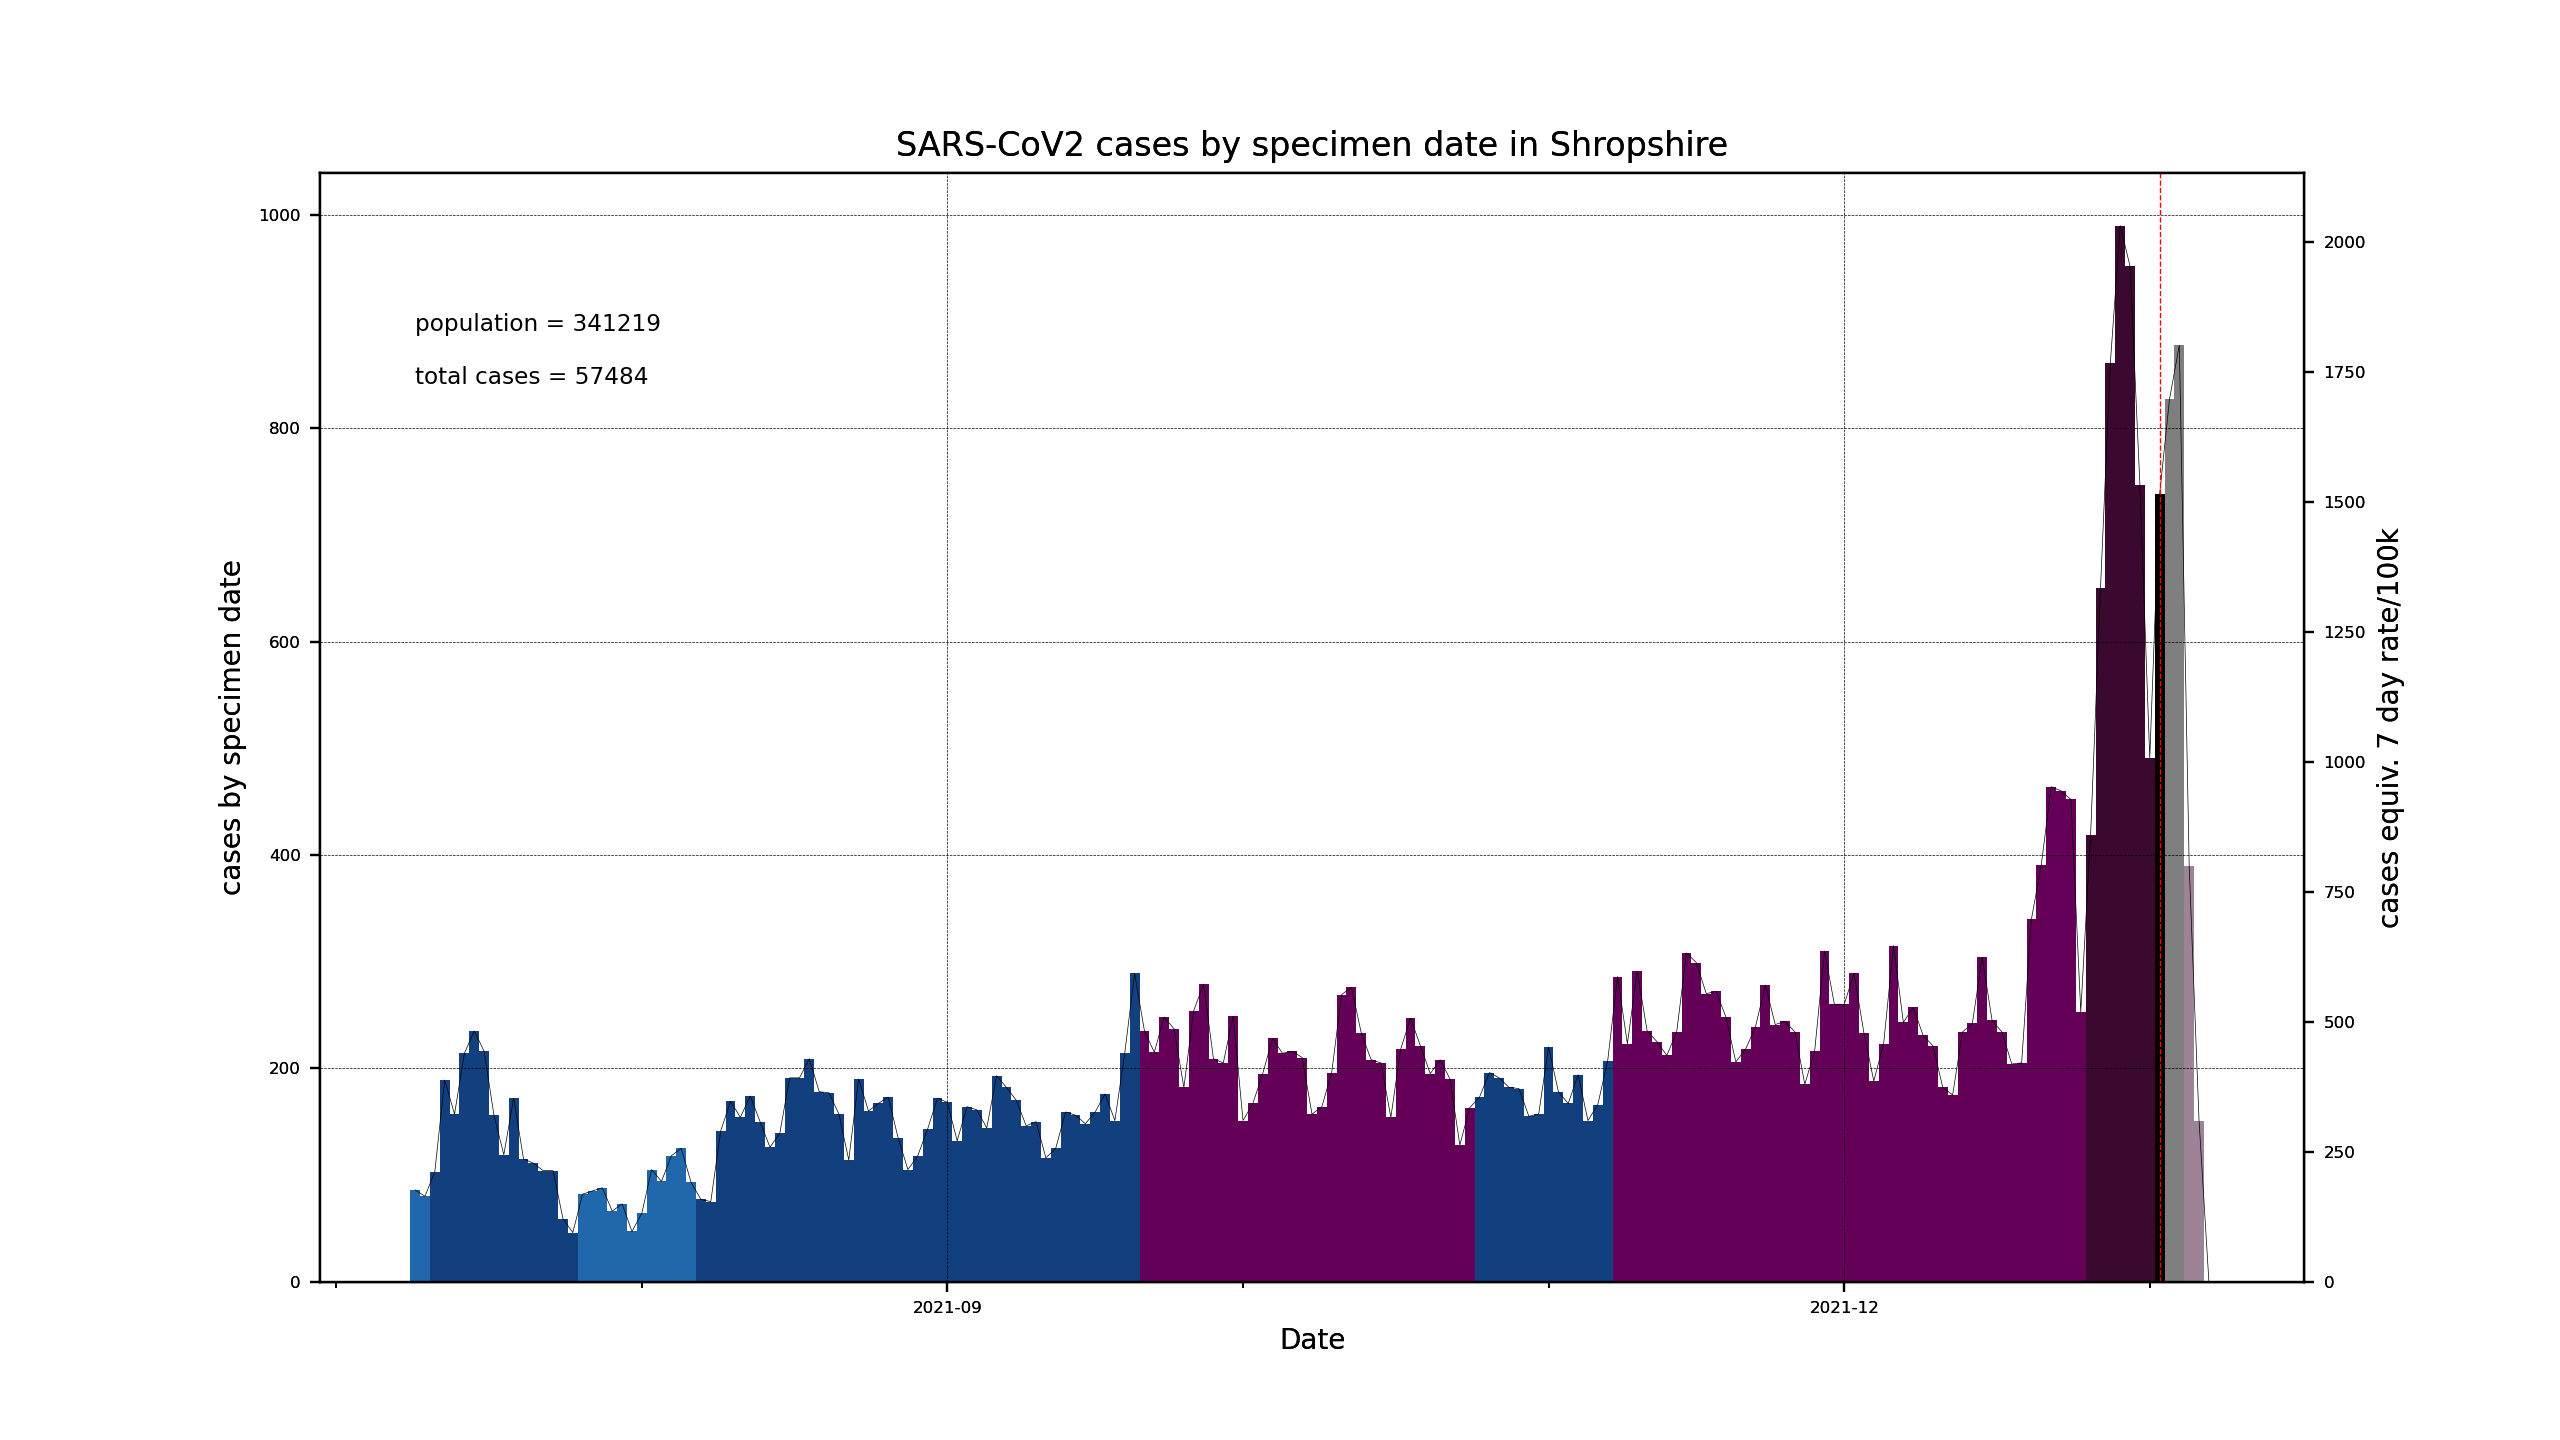 SARS-CoV2 cases by specimen date in Shropshire
population = 341219
total cases = 57484
cases by specimen date
1000
800
600
400
200
0
2000
1750
1500
1250
1000
750
500
250
0
cases equiv. 7 day rate/100k
2021-09
2021-12
Date